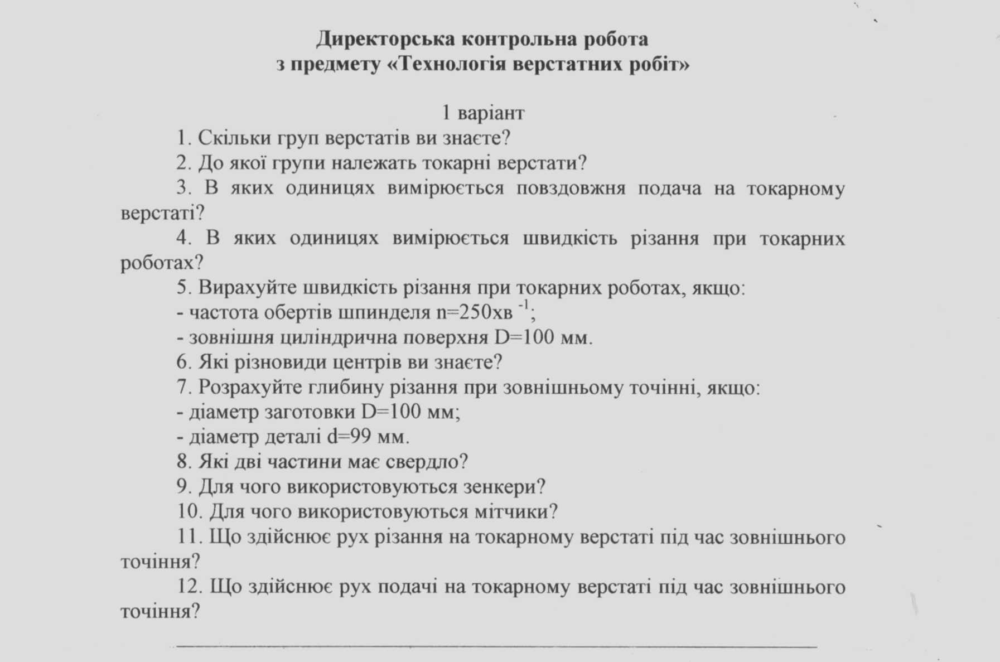 Директорська контрольна робота
з предмету «Технологія верстатних робіт»
1 варіант
1. Скільки груп верстатів ви знаєте?
2. До якої групи належать токарні верстати?
3. В яких одиницях вимірюється повздовжня подача на токарному
верстаті?
4. В яких одиницях вимірюється швидкість різання при токарних
роботах?
5. Вирахуйте швидкість різання при токарних роботах, якщо:
- частота обертів шпинделя n=250хв ⁻¹;
- зовнішня циліндрична поверхня D=100 мм.
6. Які різновиди центрів ви знаєте?
7. Розрахуйте глибину різання при зовнішньому точінні, якщо:
- діаметр заготовки D=100 мм;
- діаметр деталі d=99 мм.
8. Які дві частини має свердло?
9. Для чого використовуються зенкери?
10. Для чого використовуються мітчики?
11. Що здійснює рух різання на токарному верстаті під час зовнішнього
точіння?
12. Що здійснює рух подачі на токарному верстаті під час зовнішнього
точіння?